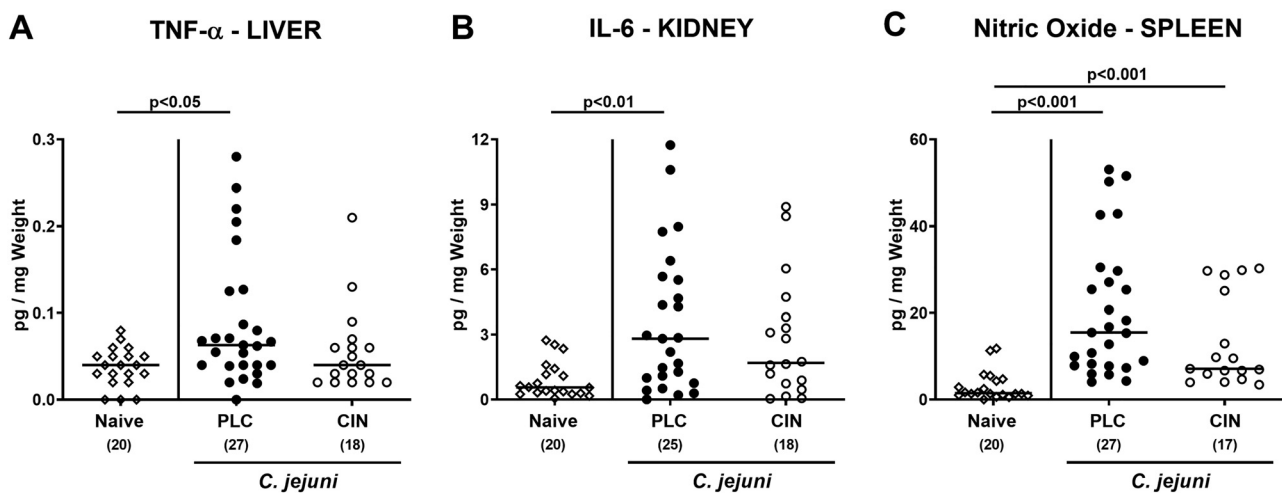 A
TNF-α - LIVER
p<0.05
pg / mg Weight
0.3
0.2
0.1
0.0
Naive
PLC
CIN
(20)
(27)
(18)
C. jejuni
B
IL-6 - KIDNEY
p<0.01
pg / mg Weight
12
9
6
3
0
Naive
PLC
CIN
(20)
(25)
(18)
C. jejuni
C
Nitric Oxide - SPLEEN
p<0.001
p<0.001
pg / mg Weight
60
40
20
0
Naive
PLC
CIN
(20)
(27)
(17)
C. jejuni